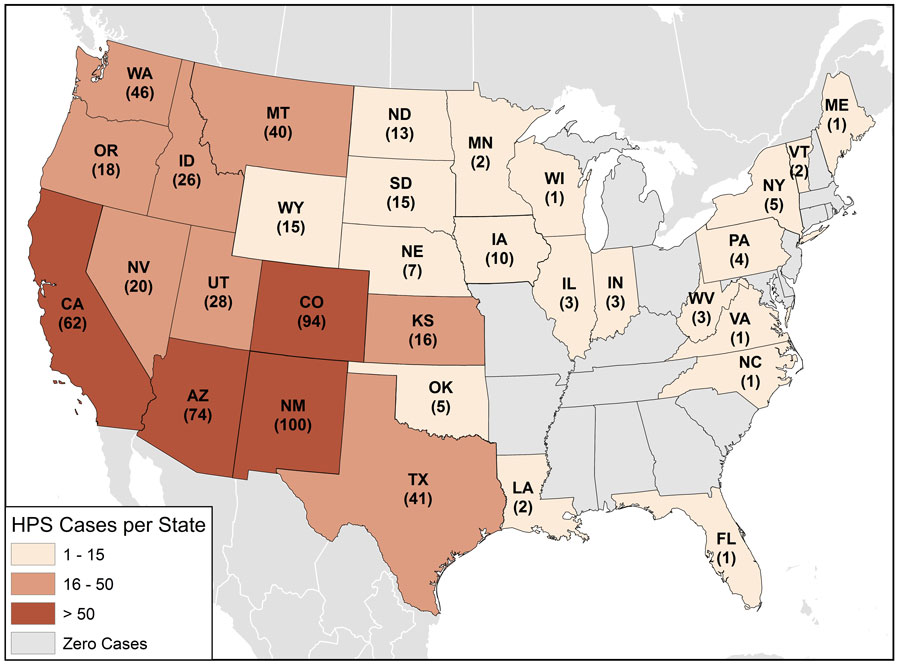 WA
(46)
MT
(40)
ND
(13)
MN
(2)
ME
(1)
OR
(18)
ID
(26)
SD
(15)
WI
(1)
VT
(2)
NY
(5)
WY
(15)
IA
(10)
NE
(7)
PA
(4)
NV
(20)
UT
(28)
CO
(94)
IL
(3)
IN
(3)
WV
(3)
CA
(62)
KS
(16)
VA
(1)
NC
(1)
AZ
(74)
NM
(100)
OK
(5)
TX
(41)
LA
(2)
FL
(1)
HPS Cases per State
1 - 15
16 - 50
> 50
Zero Cases